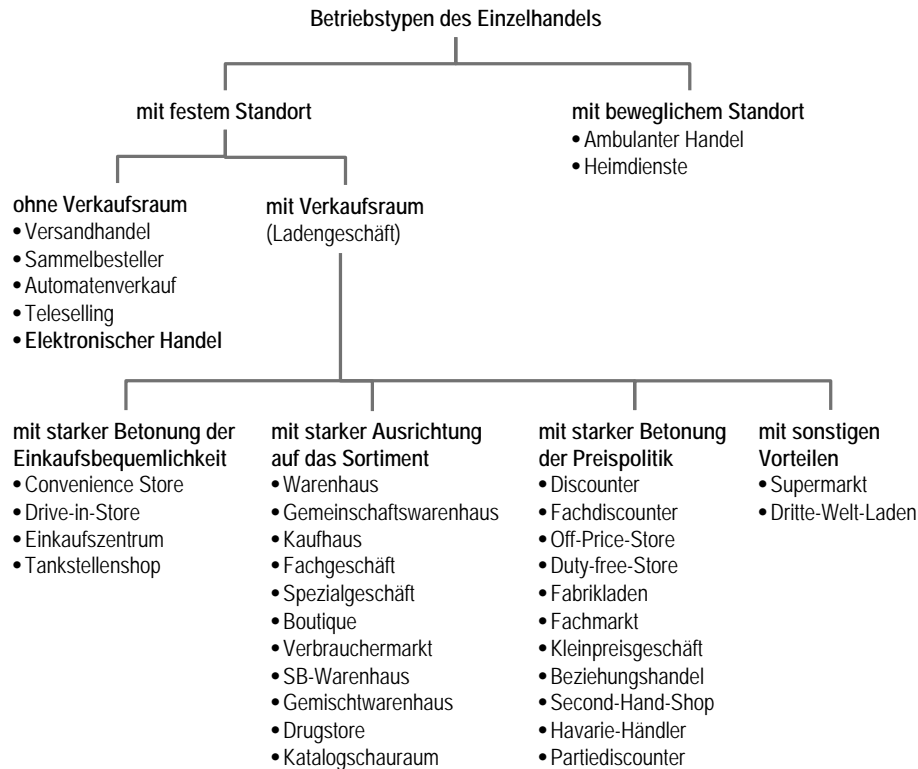 Betriebstypen des Einzelhandels
mit festem Standort
mit beweglichem Standort
• Ambulanter Handel
• Heimdienste
ohne Verkaufsraum
• Versandhandel
• Sammelbesteller
• Automatenverkauf
• Teleselling
• Elektronischer Handel
mit Verkaufsraum
(Ladengeschäft)
mit starker Betonung der
Einkaufsbequemlichkeit
• Convenience Store
• Drive-in-Store
• Einkaufszentrum
• Tankstellenshop
mit starker Ausrichtung
auf das Sortiment
• Warenhaus
• Gemeinschaftswarenhaus
• Kaufhaus
• Fachgeschäft
• Spezialgeschäft
• Boutique
• Verbrauchermarkt
• SB-Warenhaus
• Gemischtwarenhaus
• Drugstore
• Katalogschauraum
mit starker Betonung
der Preispolitik
• Discounter
• Fachdiscounter
• Off-Price-Store
• Duty-free-Store
• Fabrikladen
• Fachmarkt
• Kleinpreisgeschäft
• Beziehungshandel
• Second-Hand-Shop
• Havarie-Händler
• Partiediscounter
mit sonstigen
Vorteilen
• Supermarkt
• Dritte-Welt-Laden